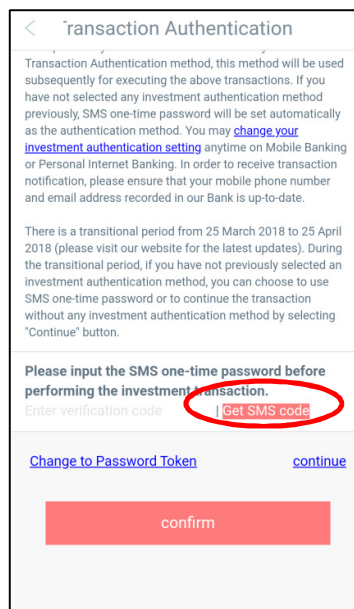 < Transaction Authentication
Transaction Authentication method, this method will be used
subsequently for executing the above transactions. If you
have not selected any investment authentication method
previously, SMS one-time password will be set automatically
as the authentication method. You may change your
investment authentication setting anytime on Mobile Banking
or Personal Internet Banking. In order to receive transaction
notification, please ensure that your mobile phone number
and email address recorded in our Bank is up-to-date.
There is a transitional period from 25 March 2018 to 25 April
2018 (please visit our website for the latest updates). During
the transitional period, if you have not previously selected an
investment authentication method, you can choose to use
SMS one-time password or to continue the transaction
without any investment authentication method by selecting
"Continue" button.
Please input the SMS one-time password before
performing the investment transaction.
Enter verification code | Get SMS code
Change to Password Token continue
confirm